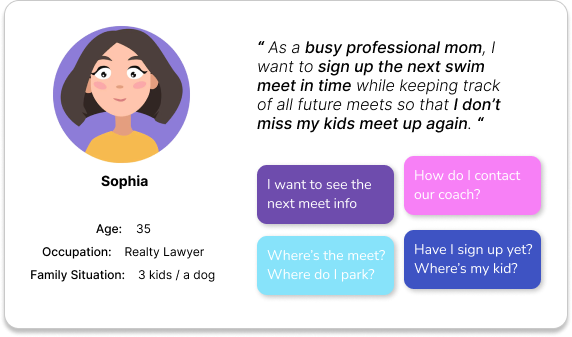 “ As a busy professional mom, I
want to sign up the next swim
meet in time while keeping track
of all future meets so that I don’t
miss my kids meet up again. “
Sophia
Age: 35
Occupation: Realty Lawyer
Family Situation: 3 kids / a dog
I want to see the
next meet info
How do I contact
our coach?
Where’s the meet?
Where do I park?
Have I sign up yet?
Where’s my kid?